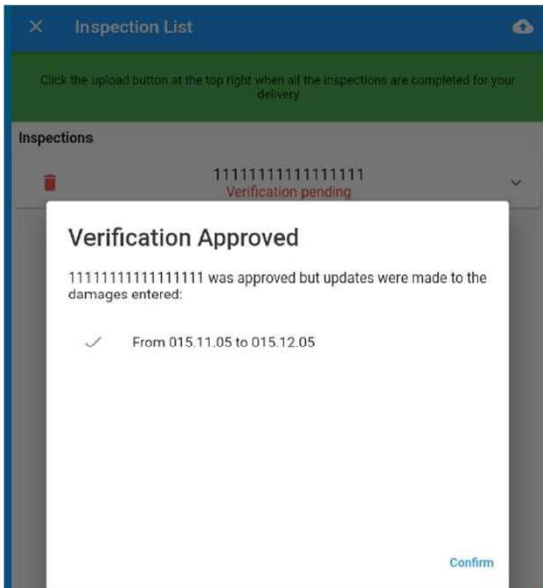 Inspection List
Click the upload button at the top right when all the inspections are completed for your
delivery
Inspections
11111111111111111
Verification pending
Verification Approved
11111111111111111 was approved but updates were made to the
damages entered:
From 015.11.05 to 015.12.05
Confirm